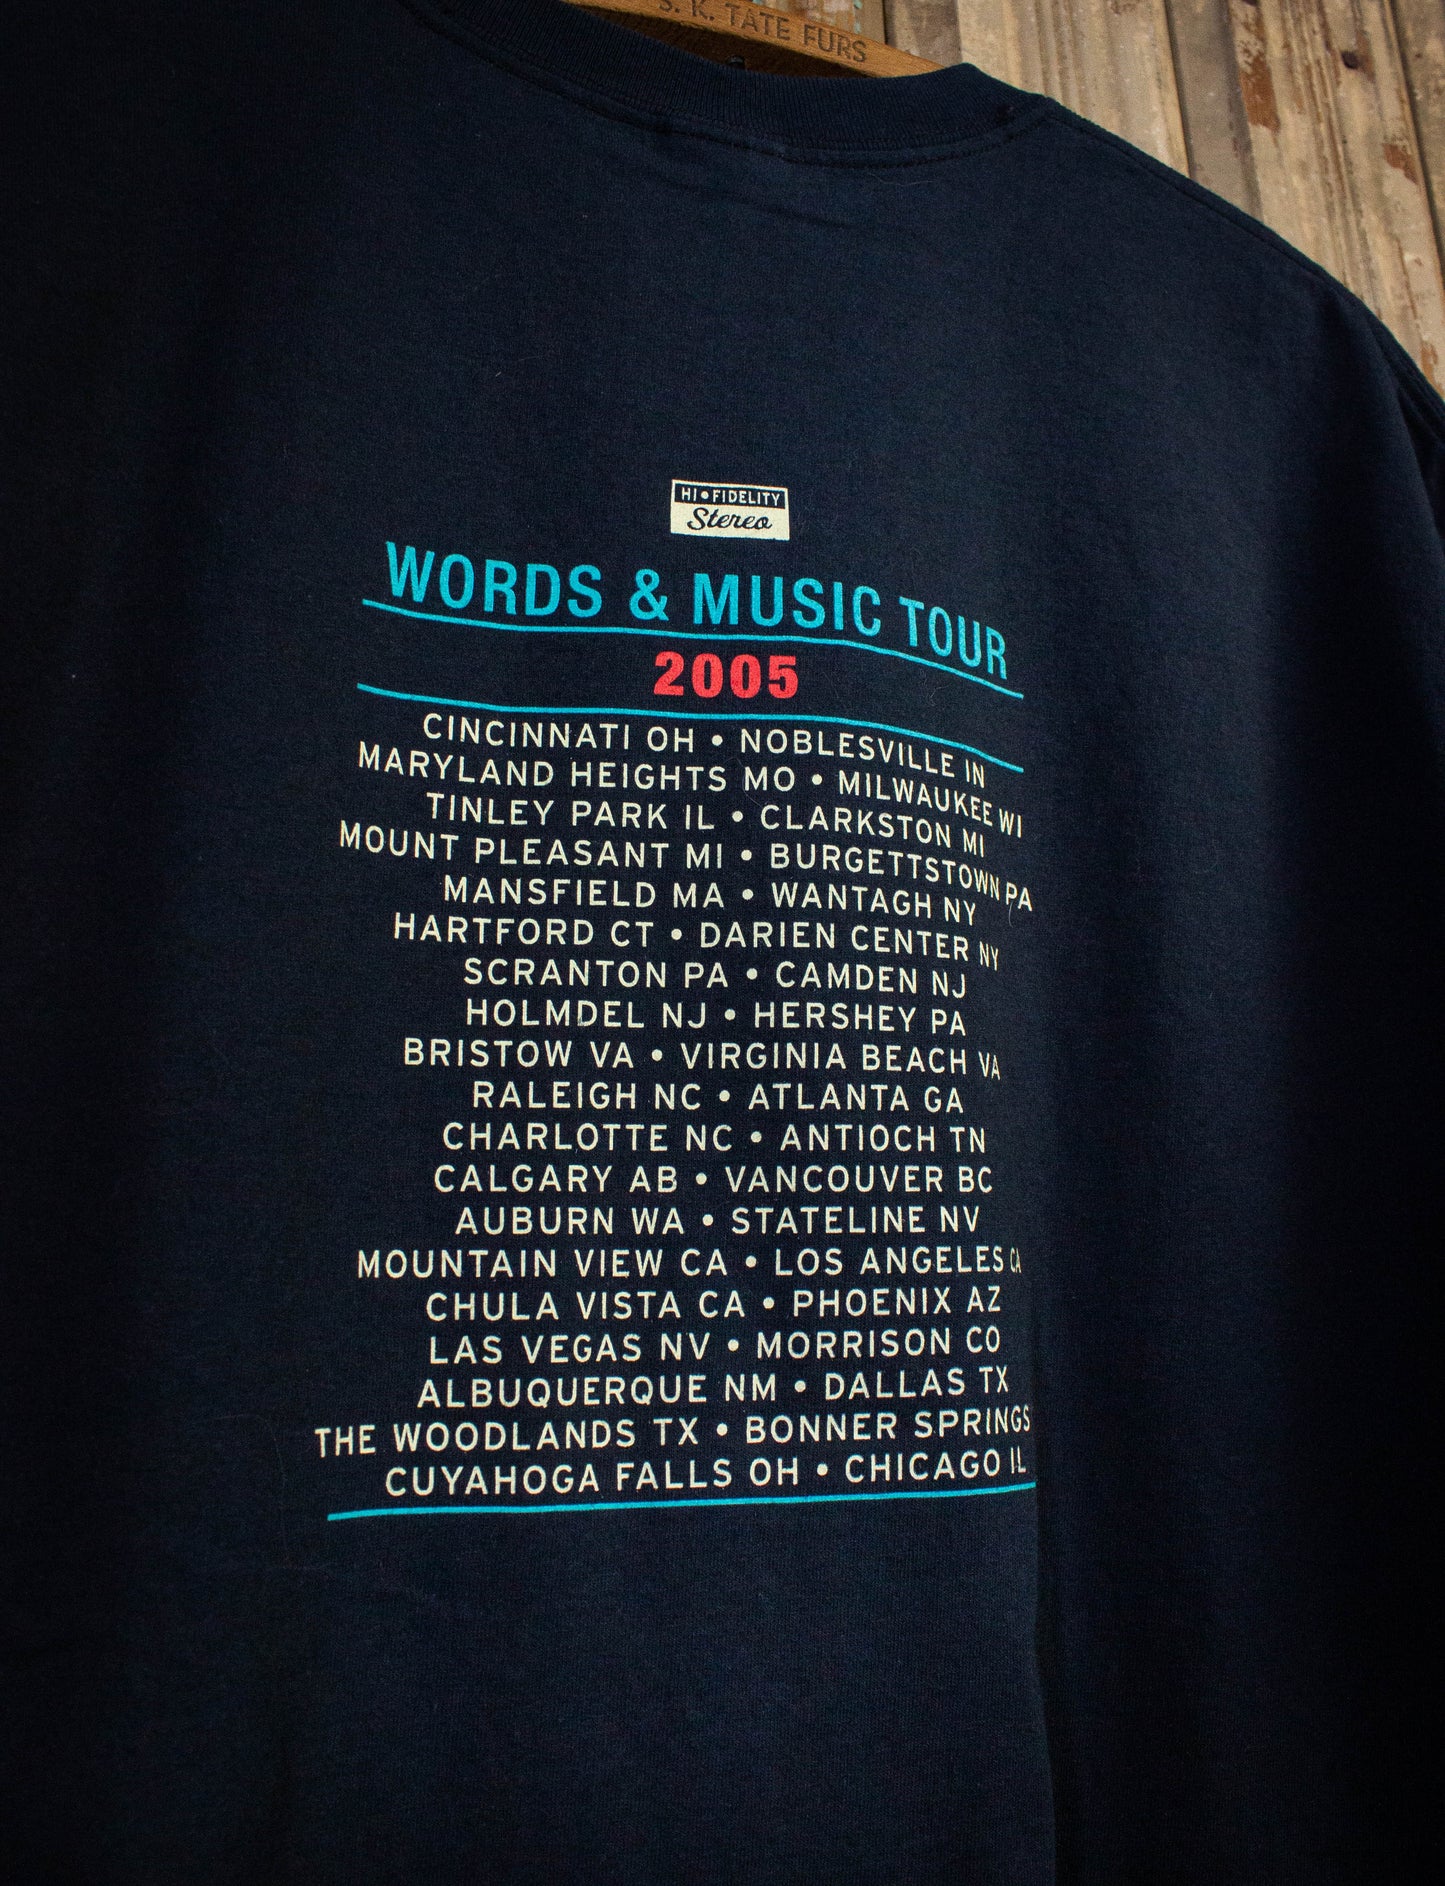 S. K. TATE FURS
HI • FIDELITY
Stereo
WORDS & MUSIC TOUR
2005
CINCINNATI OH • NOBLESVILLE IN
MARYLAND HEIGHTS MO • MILWAUKEE WI
TINLEY PARK IL • CLARKSTON MI
MOUNT PLEASANT MI • BURGETTSTOWN PA
MANSFIELD MA • WANTAGH NY
HARTFORD CT • DARIEN CENTER NY
SCRANTON PA • CAMDEN NJ
HOLMDEL NJ • HERSHEY PA
BRISTOW VA • VIRGINIA BEACH VA
RALEIGH NC • ATLANTA GA
CHARLOTTE NC • ANTIOCH TN
CALGARY AB • VANCOUVER BC
AUBURN WA • STATELINE NV
MOUNTAIN VIEW CA • LOS ANGELES CA
CHULA VISTA CA • PHOENIX AZ
LAS VEGAS NV • MORRISON CO
ALBUQUERQUE NM • DALLAS TX
THE WOODLANDS TX • BONNER SPRINGS
CUYAHOGA FALLS OH • CHICAGO IL